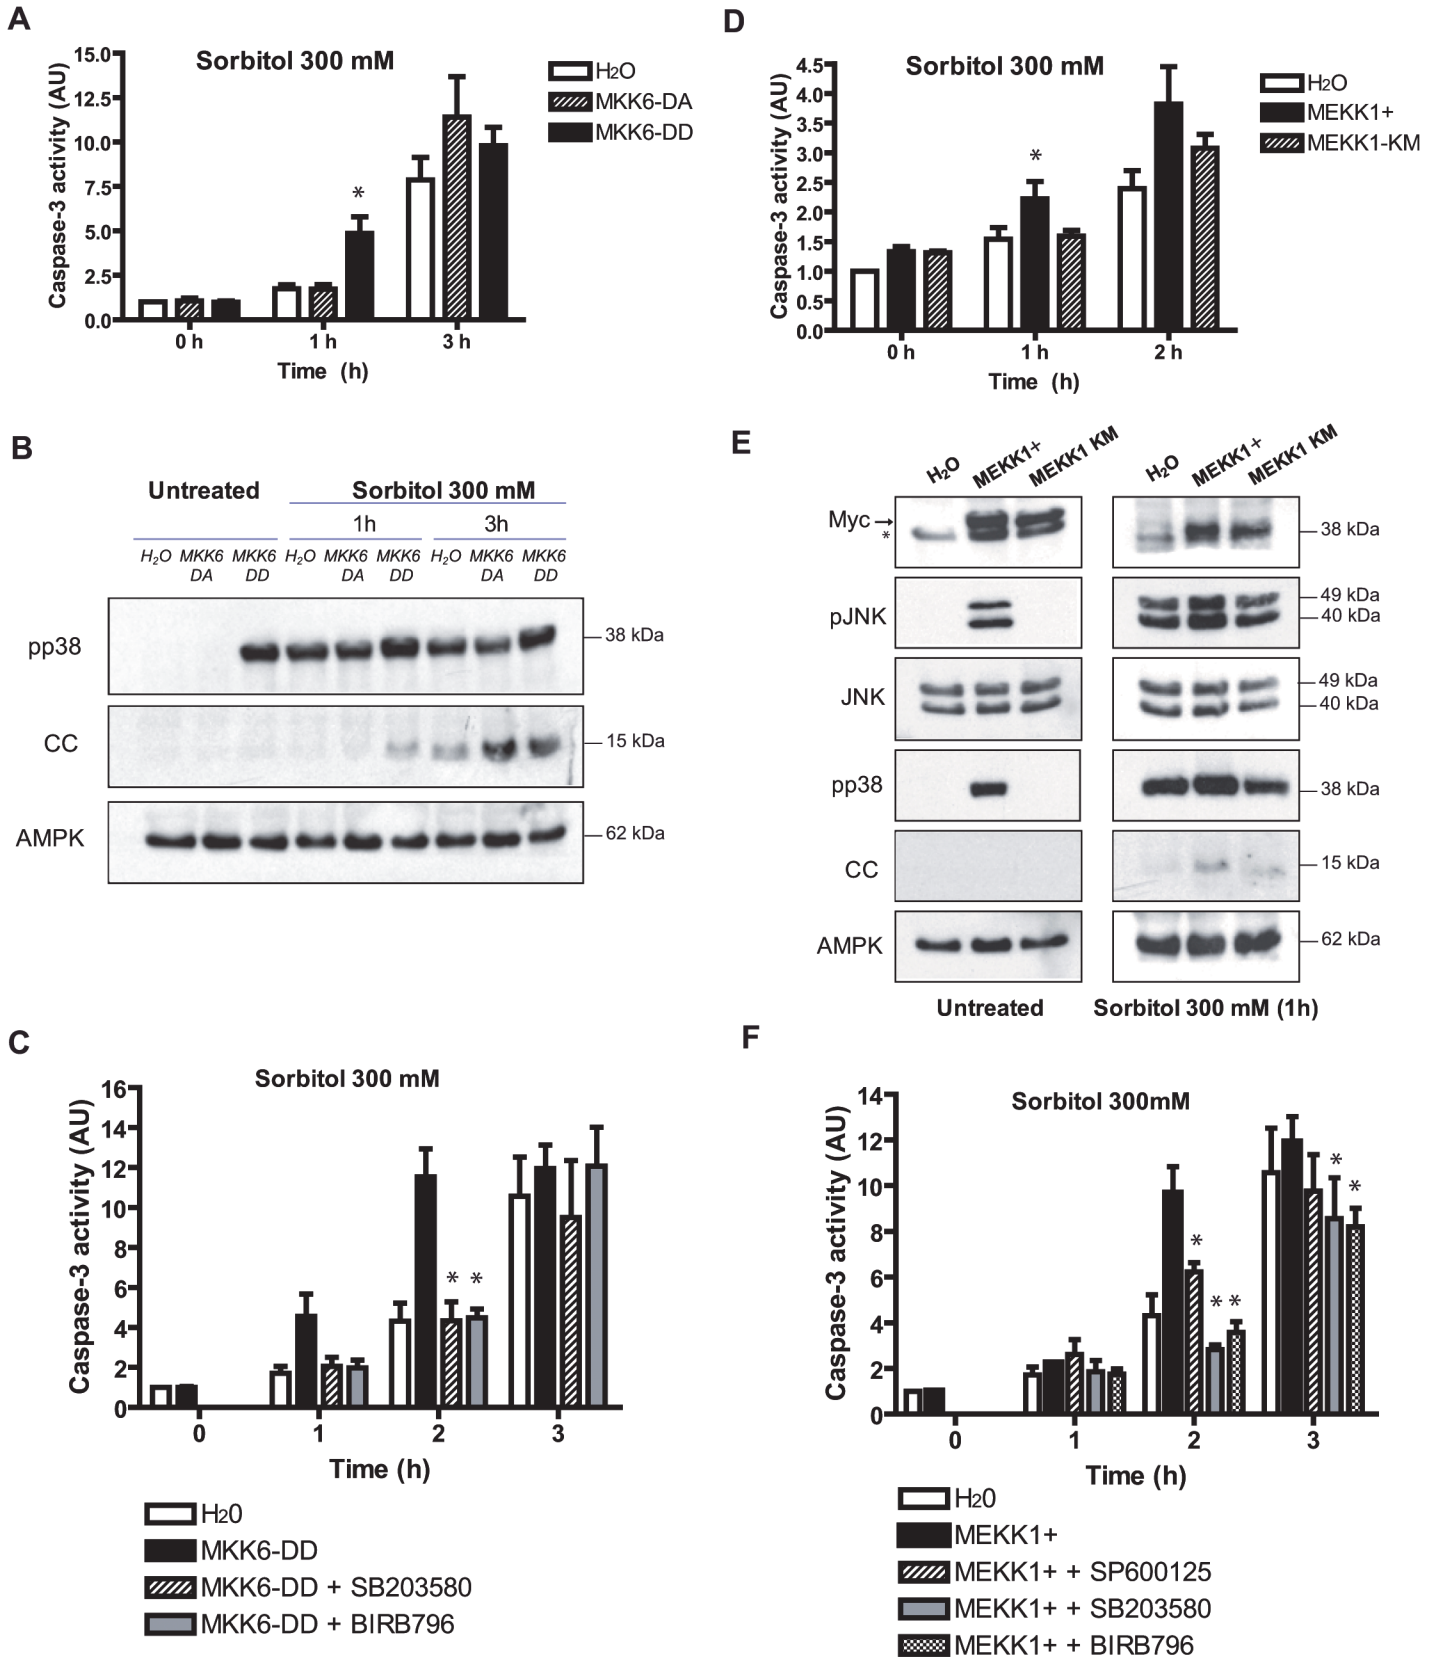 A
Sorbitol 300 mM
Caspase-3 activity (AU)
15.0
12.5
10.0
7.5
5.0
2.5
0.0
*
0 h 1 h 3 h
Time (h)
H2O
MKK6-DA
MKK6-DD
D
Sorbitol 300 mM
Caspase-3 activity (AU)
4.5
4.0
3.5
3.0
2.5
2.0
1.5
1.0
0.5
0.0
*
0 h 1 h 2 h
Time (h)
H2O
MEKK1+
MEKK1-KM
B
Untreated Sorbitol 300 mM
1h 3h
H2O MKK6 DA MKK6 DD H2O MKK6 DA MKK6 DD H2O MKK6 DA MKK6 DD
pp38 38 kDa
CC 15 kDa
AMPK 62 kDa
E
H2O MEKK1+ MEKK1 KM H2O MEKK1+ MEKK1 KM
Myc→ 38 kDa
*
pJNK 49 kDa
40 kDa
JNK 49 kDa
40 kDa
pp38 38 kDa
CC 15 kDa
AMPK 62 kDa
Untreated Sorbitol 300 mM (1h)
C
Sorbitol 300 mM
Caspase-3 activity (AU)
16
14
12
10
8
6
4
2
0
* *
0 1 2 3
Time (h)
H20
MKK6-DD
MKK6-DD + SB203580
MKK6-DD + BIRB796
F
Sorbitol 300mM
Caspase-3 activity (AU)
14
12
10
8
6
4
2
0
*
* *
*
*
0 1 2 3
Time (h)
H20
MEKK1+
MEKK1+ + SP600125
MEKK1+ + SB203580
MEKK1+ + BIRB796